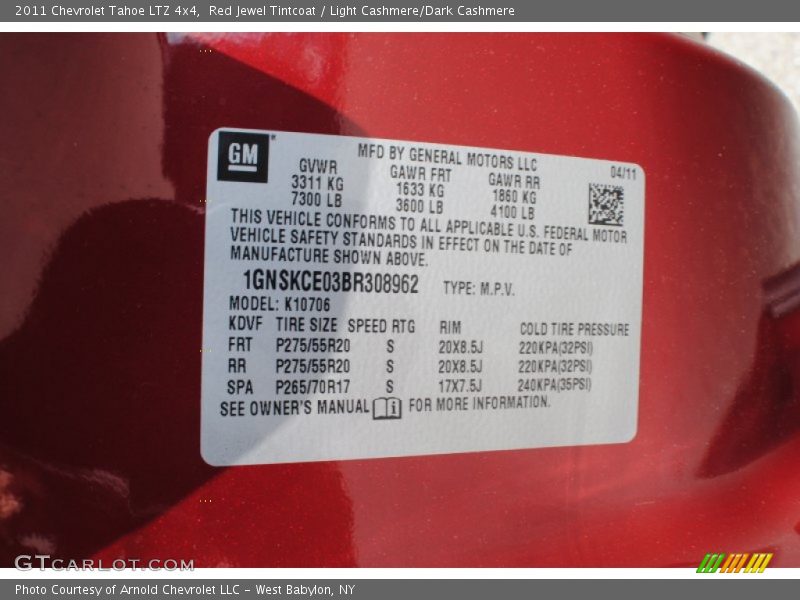 2011 Chevrolet Tahoe LTZ 4x4, Red Jewel Tintcoat / Light Cashmere/Dark Cashmere
GM
MFD BY GENERAL MOTORS LLC
04/11
GVWR GAWR FRT GAWR RR
3311 KG 1633 KG 1860 KG
7300 LB 3600 LB 4100 LB
THIS VEHICLE CONFORMS TO ALL APPLICABLE U.S. FEDERAL MOTOR
VEHICLE SAFETY STANDARDS IN EFFECT ON THE DATE OF
MANUFACTURE SHOWN ABOVE.
1GNSKCE03BR308962 TYPE: M.P.V.
MODEL: K10706
KDVF TIRE SIZE SPEED RTG RIM COLD TIRE PRESSURE
FRT P275/55R20 S 20X8.5J 220KPA(32PSI)
RR P275/55R20 S 20X8.5J 220KPA(32PSI)
SPA P265/70R17 S 17X7.5J 240KPA(35PSI)
SEE OWNER'S MANUAL i FOR MORE INFORMATION.
GTCARLOT.COM
Photo Courtesy of Arnold Chevrolet LLC - West Babylon, NY